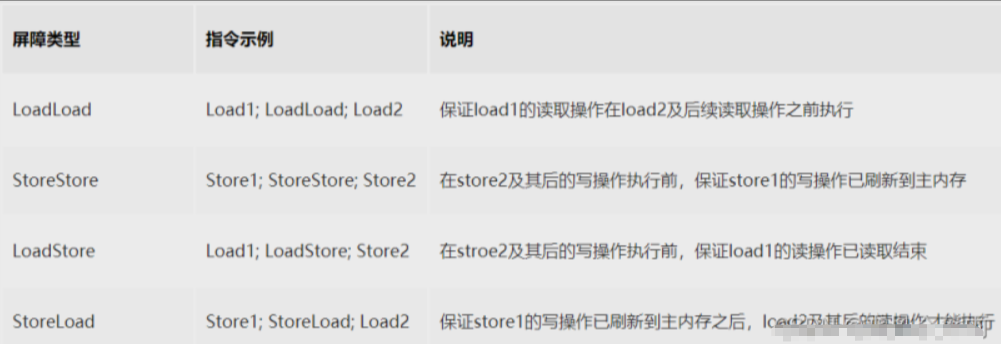 屏障类型 指令示例 说明
LoadLoad Load1; LoadLoad; Load2 保证load1的读取操作在load2及后续读取操作之前执行
StoreStore Store1; StoreStore; Store2 在store2及其后的写操作执行前，保证store1的写操作已刷新到主内存
LoadStore Load1; LoadStore; Store2 在stroe2及其后的写操作执行前，保证load1的读操作已读取结束
StoreLoad Store1; StoreLoad; Load2 保证store1的写操作已刷新到主内存之后，load2及其后的读操作才能执行